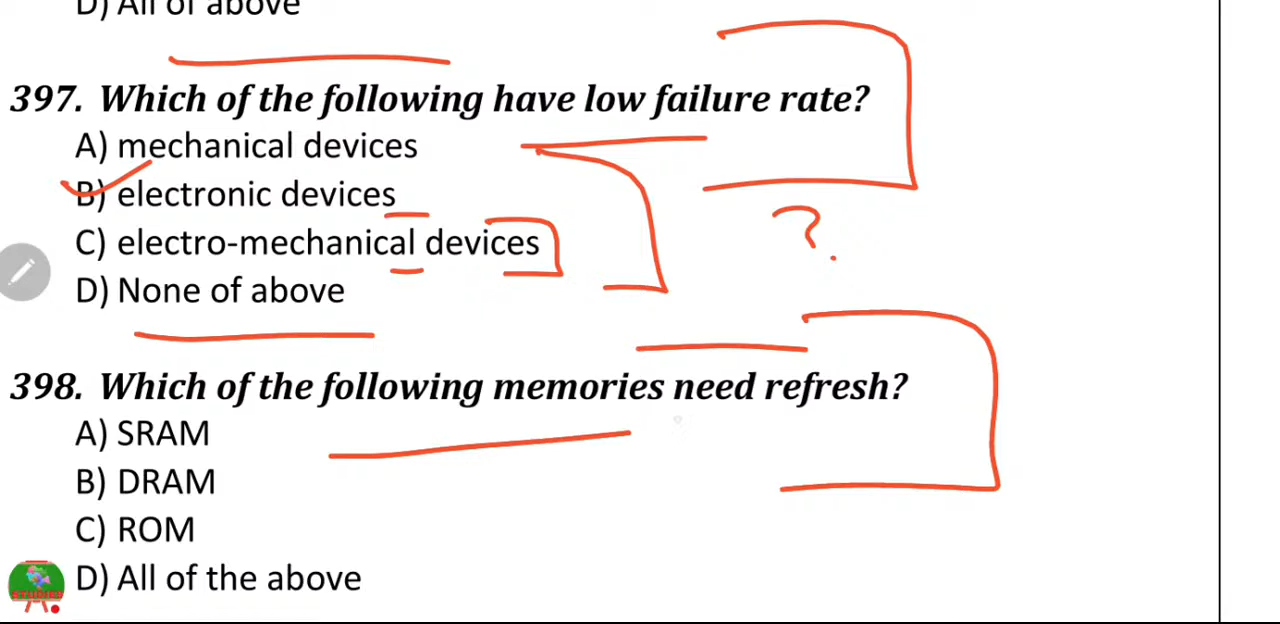 D) All of above
397. Which of the following have low failure rate?
A) mechanical devices
B) electronic devices
C) electro-mechanical devices
D) None of above
?
398. Which of the following memories need refresh?
A) SRAM
B) DRAM
C) ROM
D) All of the above
STUDIES